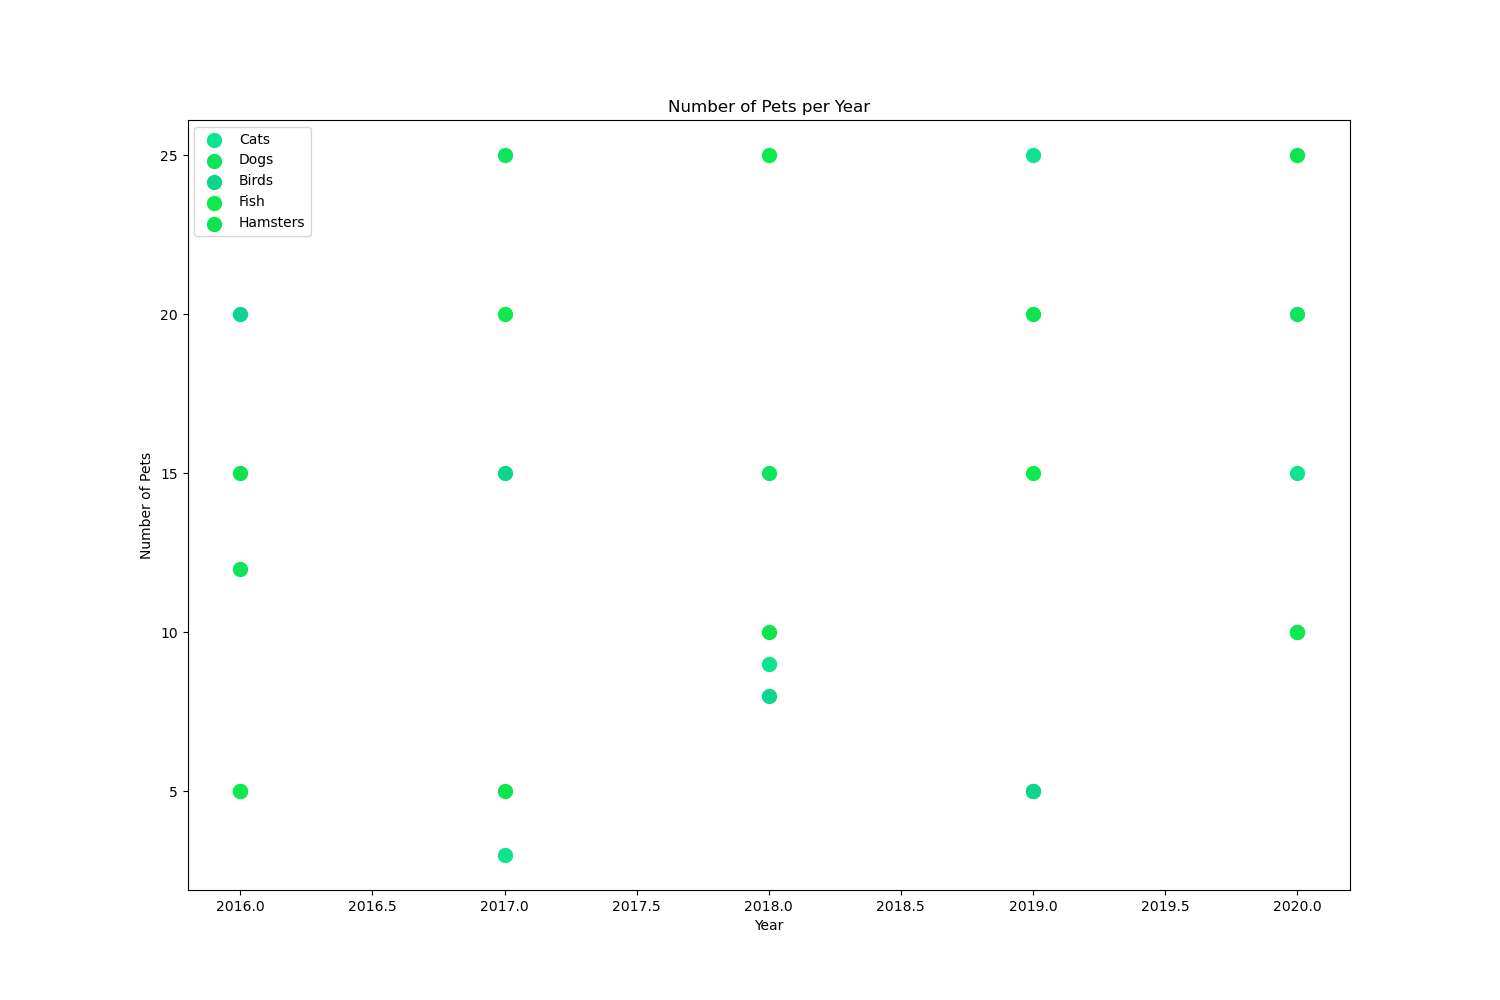 Number of Pets per Year
Cats
Dogs
Birds
Fish
Hamsters
25
20
15
10
5
Number of Pets
2016.0 2016.5 2017.0 2017.5 2018.0 2018.5 2019.0 2019.5 2020.0
Year